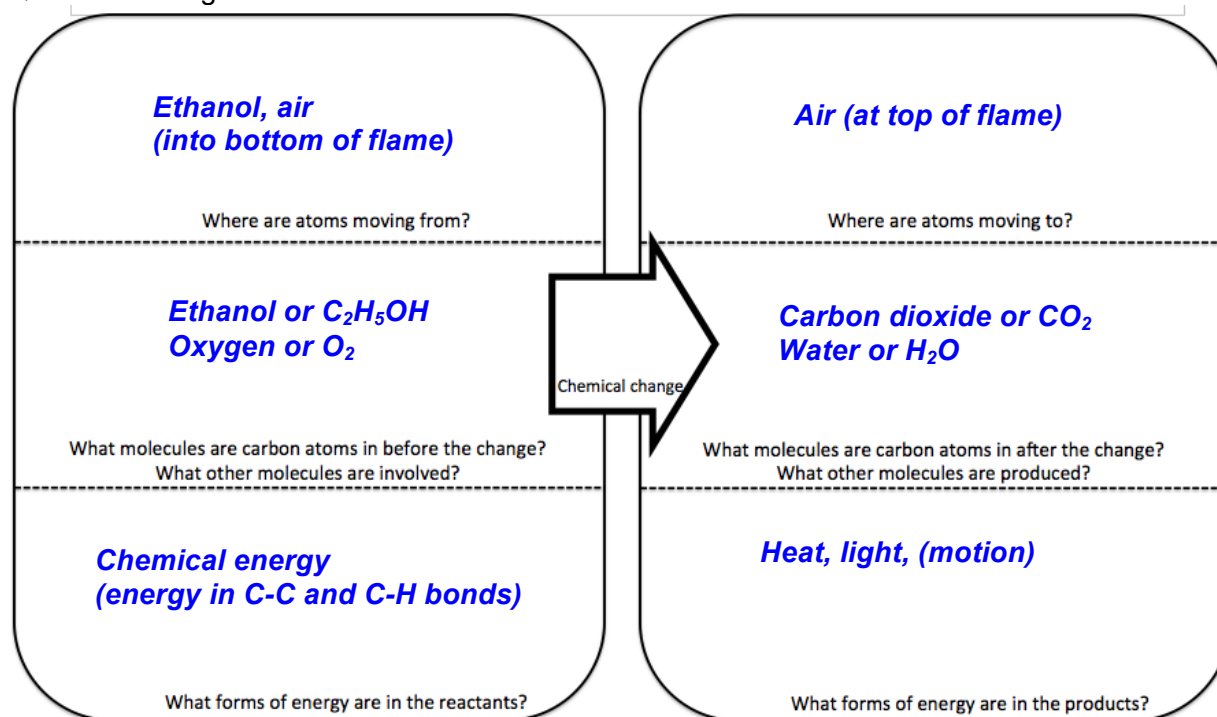 Ethanol, air
(into bottom of flame)
Where are atoms moving from?
Ethanol or C₂H₅OH
Oxygen or O₂
What molecules are carbon atoms in before the change?
What other molecules are involved?
Chemical energy
(energy in C-C and C-H bonds)
What forms of energy are in the reactants?
Chemical change
Air (at top of flame)
Where are atoms moving to?
Carbon dioxide or CO₂
Water or H₂O
What molecules are carbon atoms in after the change?
What other molecules are produced?
Heat, light, (motion)
What forms of energy are in the products?